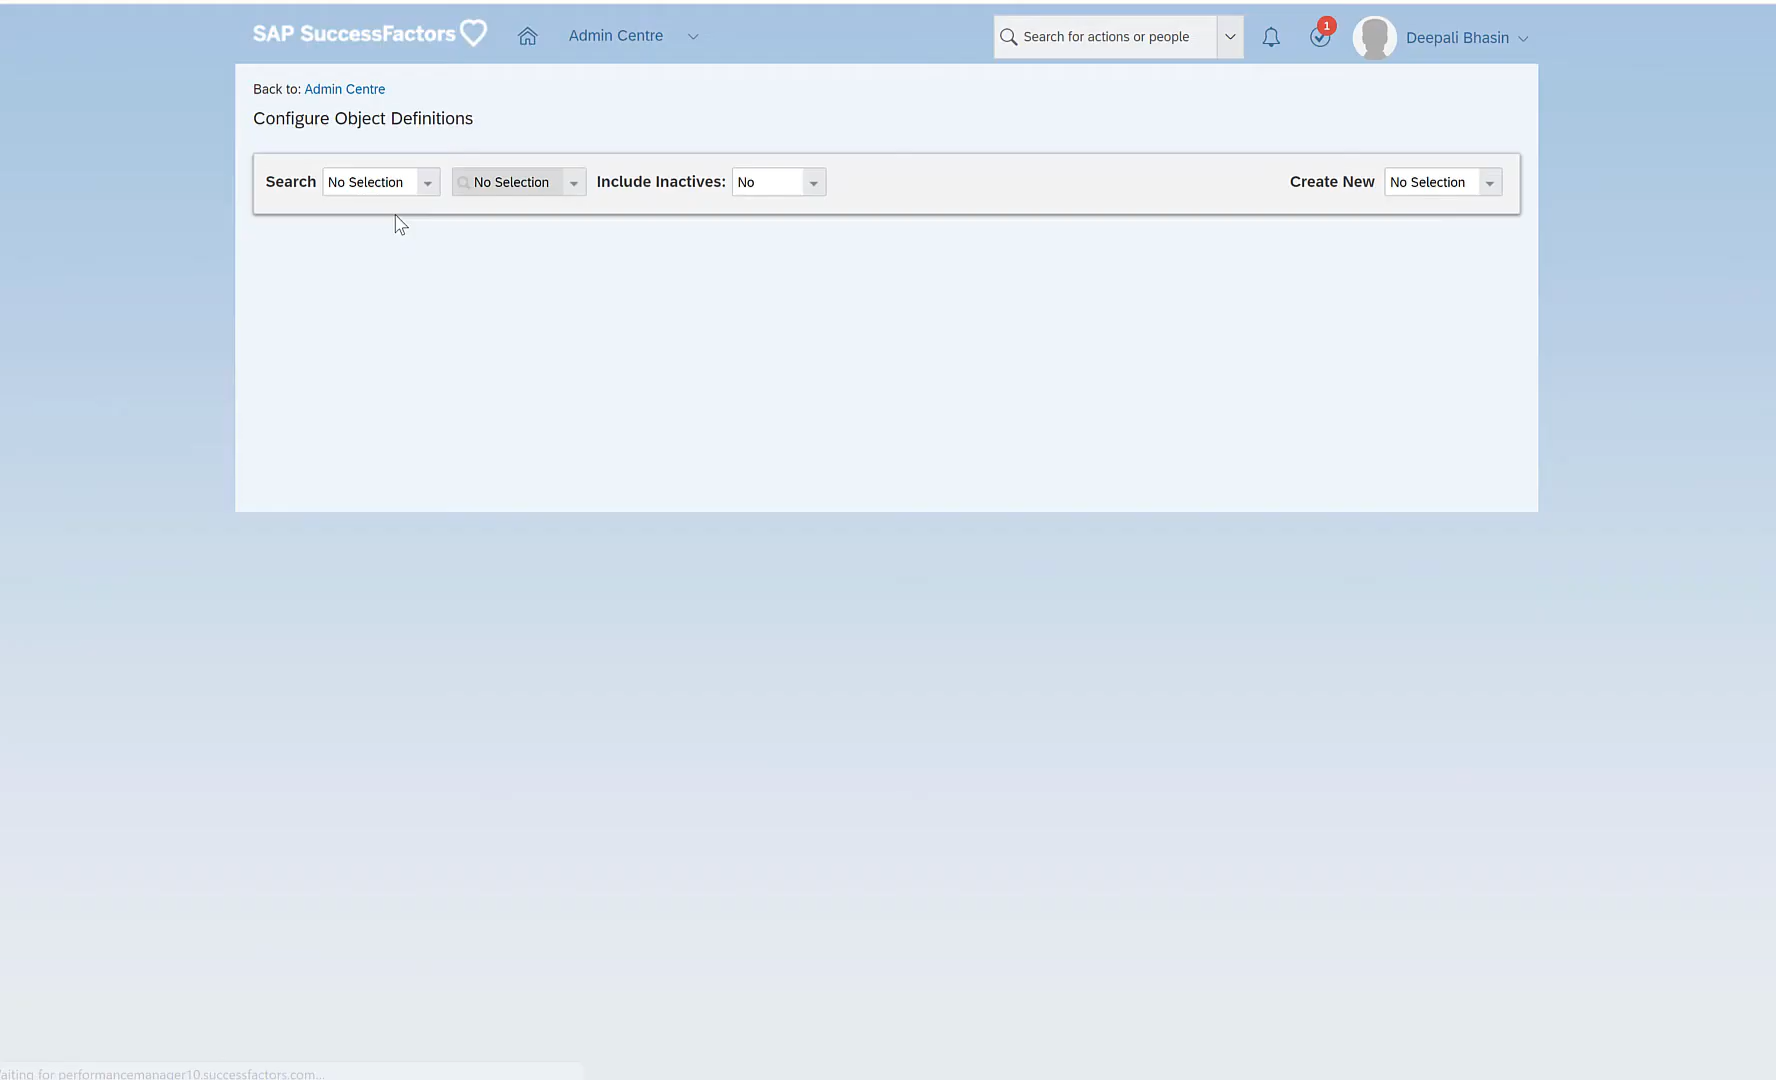 SAP SuccessFactors
Admin Centre
Search for actions or people
1
Deepali Bhasin
Back to: Admin Centre
Configure Object Definitions
Search No Selection No Selection Include Inactives: No Create New No Selection
aiting for performancemanager10.successfactors.com...